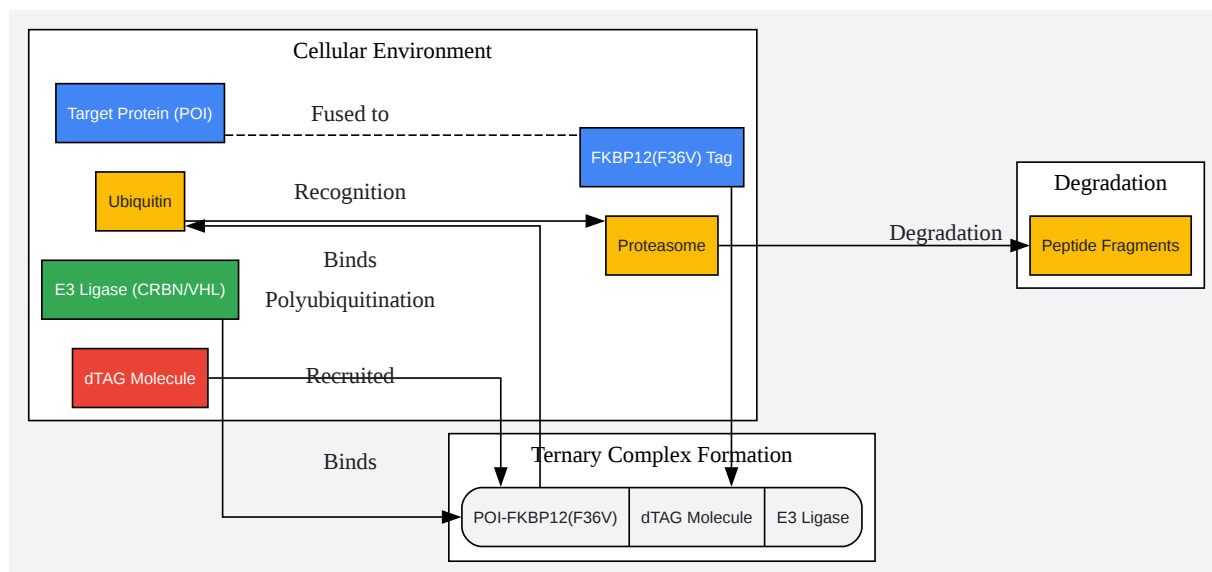 Cellular Environment
Target Protein (POI)
Fused to
FKBP12(F36V) Tag
Ubiquitin
Recognition
Proteasome
Degradation
Degradation
Peptide Fragments
E3 Ligase (CRBN/VHL)
Binds
Polyubiquitination
dTAG Molecule
Recruited
Binds
Ternary Complex Formation
POI-FKBP12(F36V)
dTAG Molecule
E3 Ligase